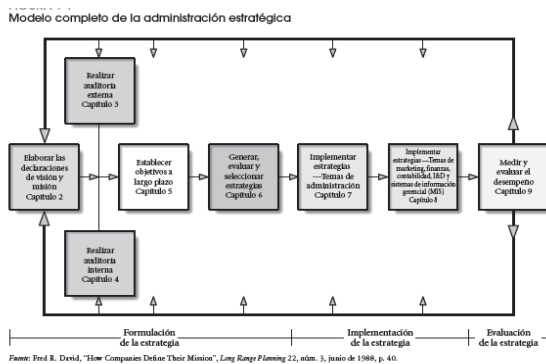 Modelo completo de la administración estratégica
Realizar
auditoría
externa
Capítulo 3
Elaborar las
declaraciones
de visión y
misión
Capítulo 2
Establecer
objetivos a
largo plazo
Capítulo 5
Generar,
evaluar y
seleccionar
estrategias
Capítulo 6
Implementar
estrategias
—Temas de
administración
Capítulo 7
Implementar
estrategias—Temas de
marketing, finanzas,
contabilidad, I&D y
sistemas de información
gerencial (MIS)
Capítulo 8
Medir y
evaluar el
desempeño
Capítulo 9
Realizar
auditoría
interna
Capítulo 4
Formulación
de la estrategia
Implementación
de la estrategia
Evaluación
de la estrategia
Fuente: Fred R. David, "How Companies Define Their Mission", Long Range Planning 22, núm. 3, junio de 1988, p. 40.